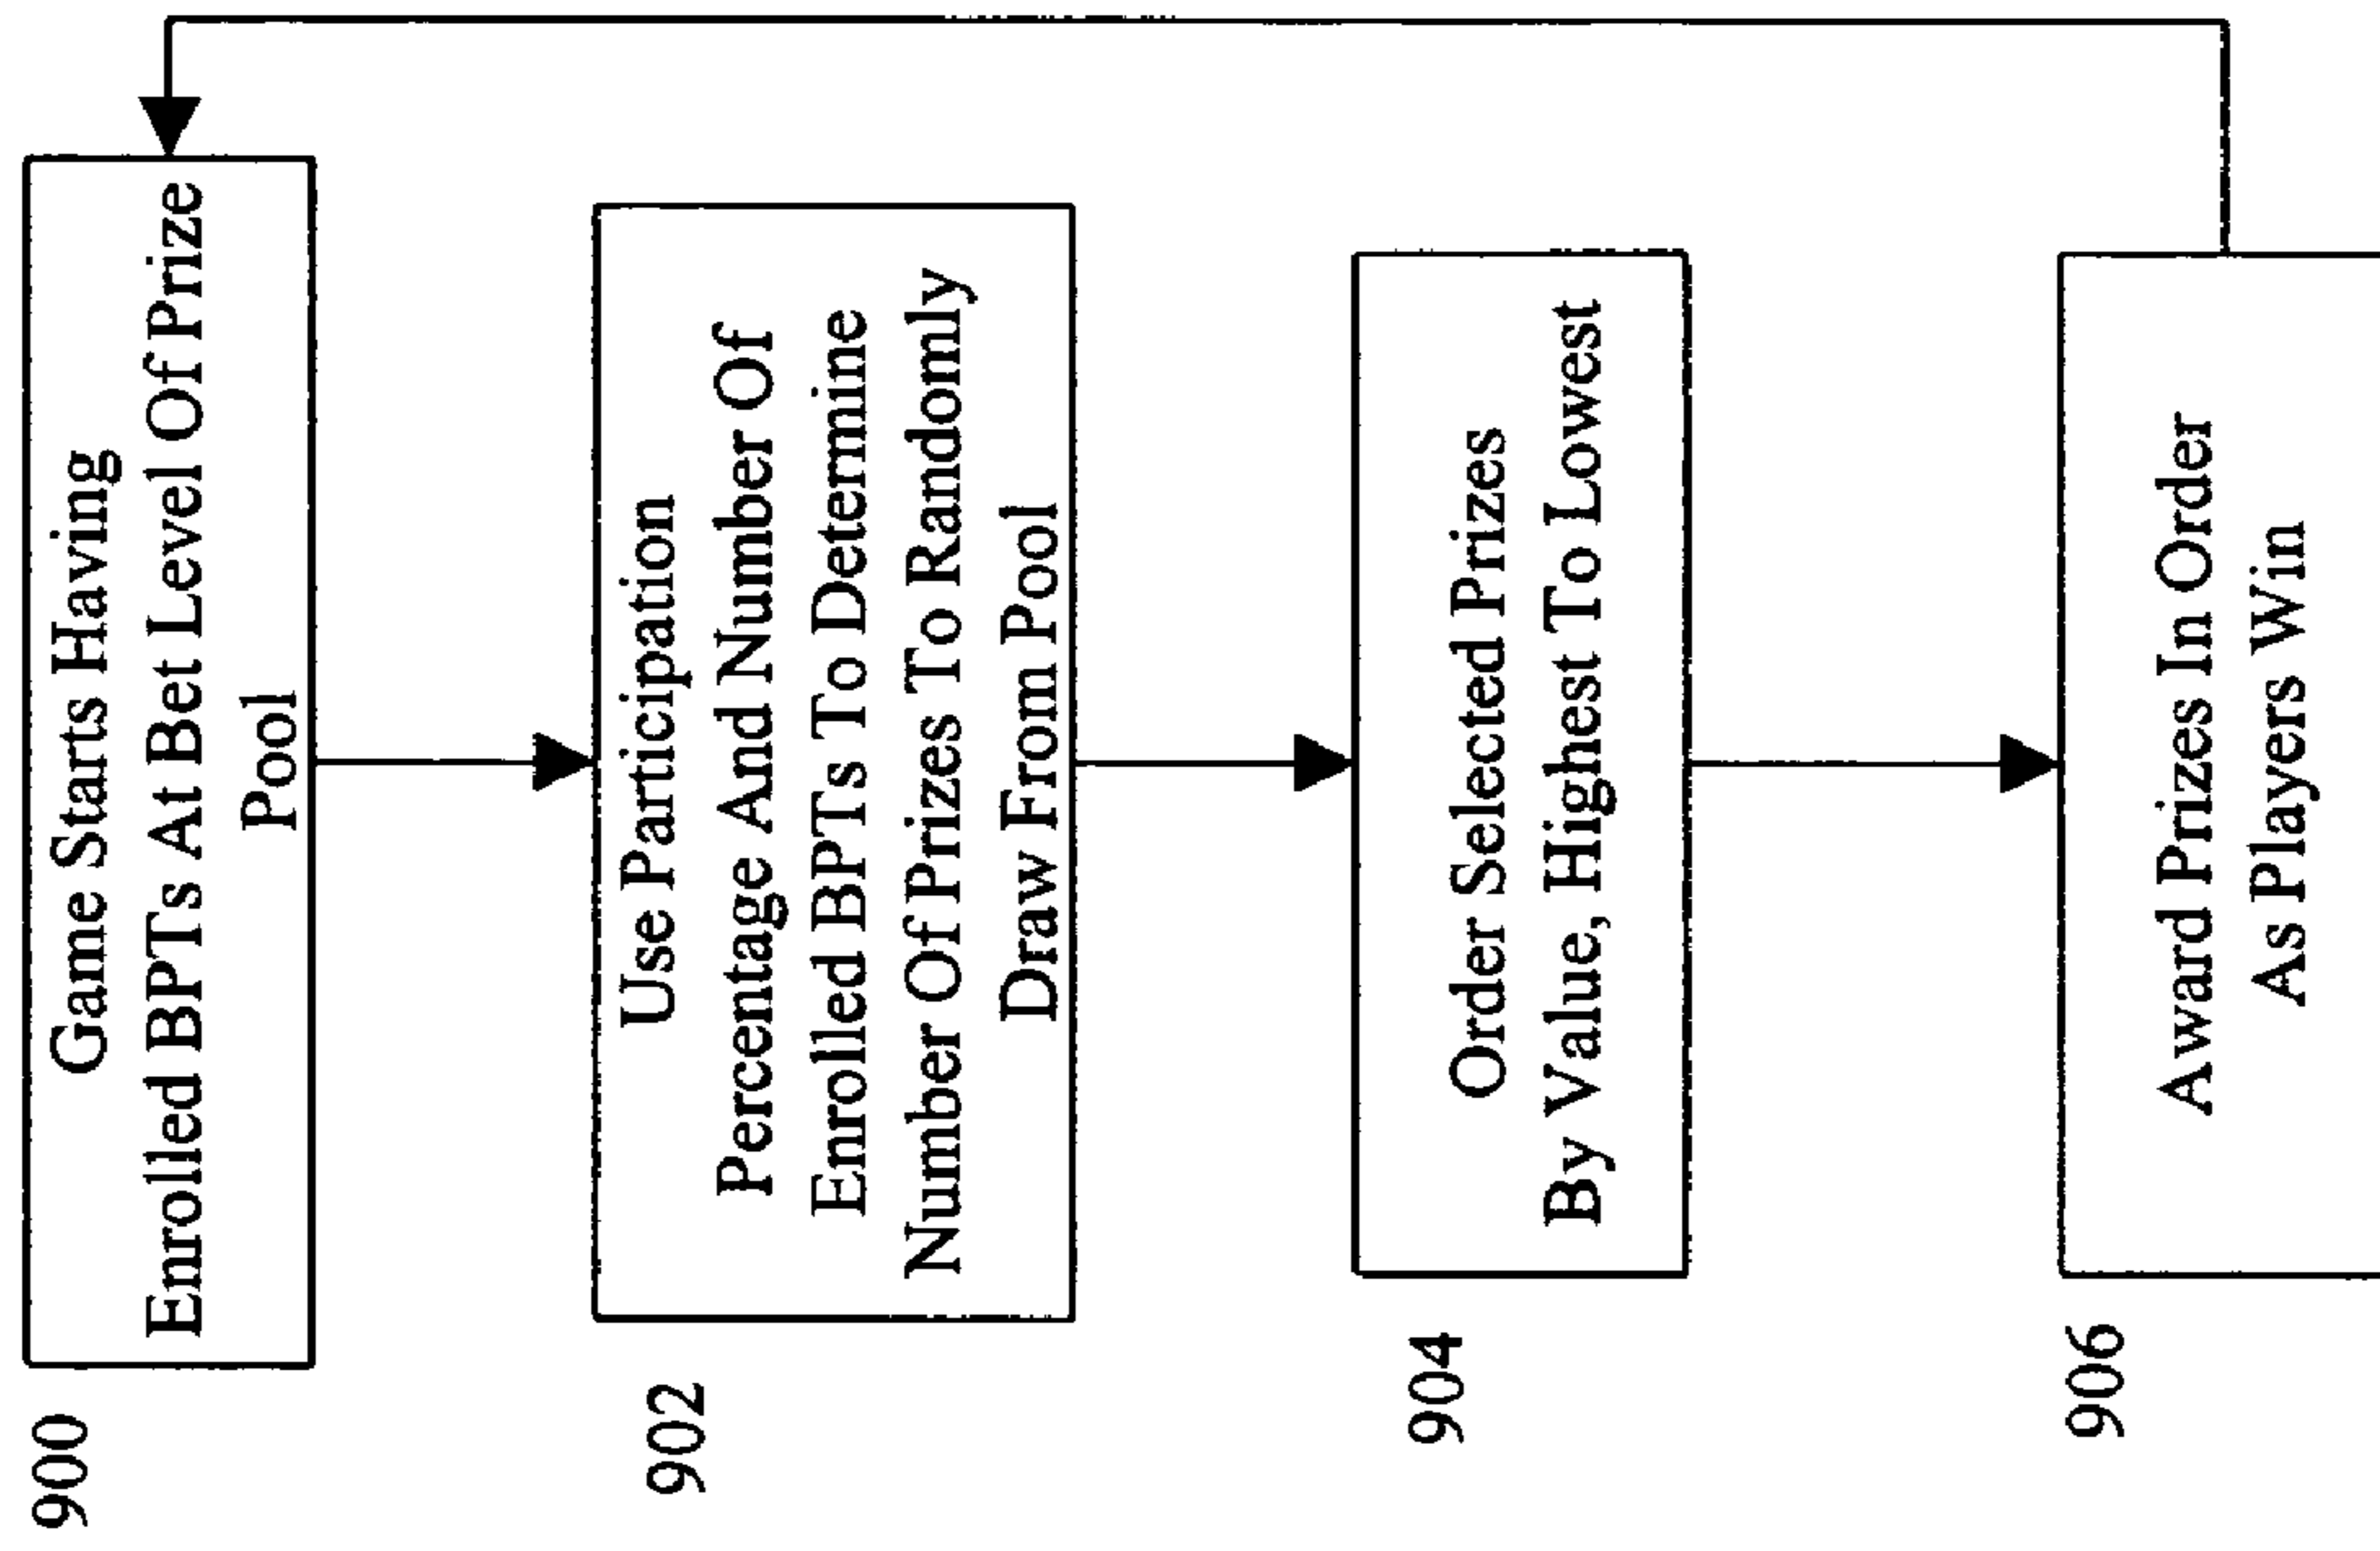 900
Game Starts Having
Enrolled BPTs At Bet Level Of Prize
Pool
902
Use Participation
Percentage And Number Of
Enrolled BPTs To Determine
Number Of Prizes To Randomly
Draw From Pool
904
Order Selected Prizes
By Value, Highest To Lowest
906
Award Prizes In Order
As Players Win